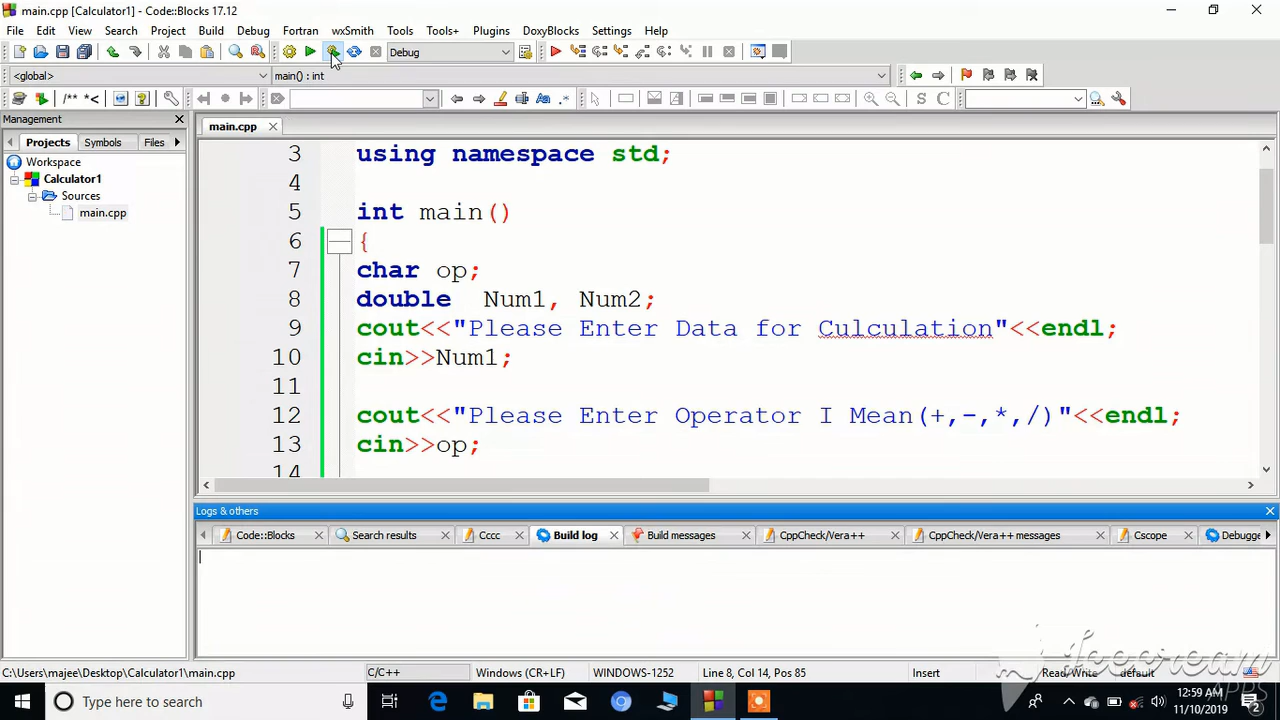 main.cpp [Calculator1] - Code::Blocks 17.12
File Edit View Search Project Build Debug Fortran wxSmith Tools Tools+ Plugins DoxyBlocks Settings Help
Debug
<global> main() : int
/** *<
S C
Management
main.cpp
Projects Symbols Files
Workspace
Calculator1
Sources
main.cpp
3 using namespace std;
4
5 int main()
6 {
7 char op;
8 double Num1, Num2;
9 cout<<"Please Enter Data for Culculation"<<endl;
10 cin>>Num1;
11
12 cout<<"Please Enter Operator I Mean(+,-,*,/)"<<endl;
13 cin>>op;
14
Logs & others
Code::Blocks Search results Cccc Build log Build messages CppCheck/Vera++ CppCheck/Vera++ messages Cscope Debugge
C:\Users\majee\Desktop\Calculator1\main.cpp C/C++ Windows (CR+LF) WINDOWS-1252 Line 8, Col 14, Pos 85 Insert Read/Write default
Icecream
APPS
Type here to search
12:59 AM
11/10/2019
2